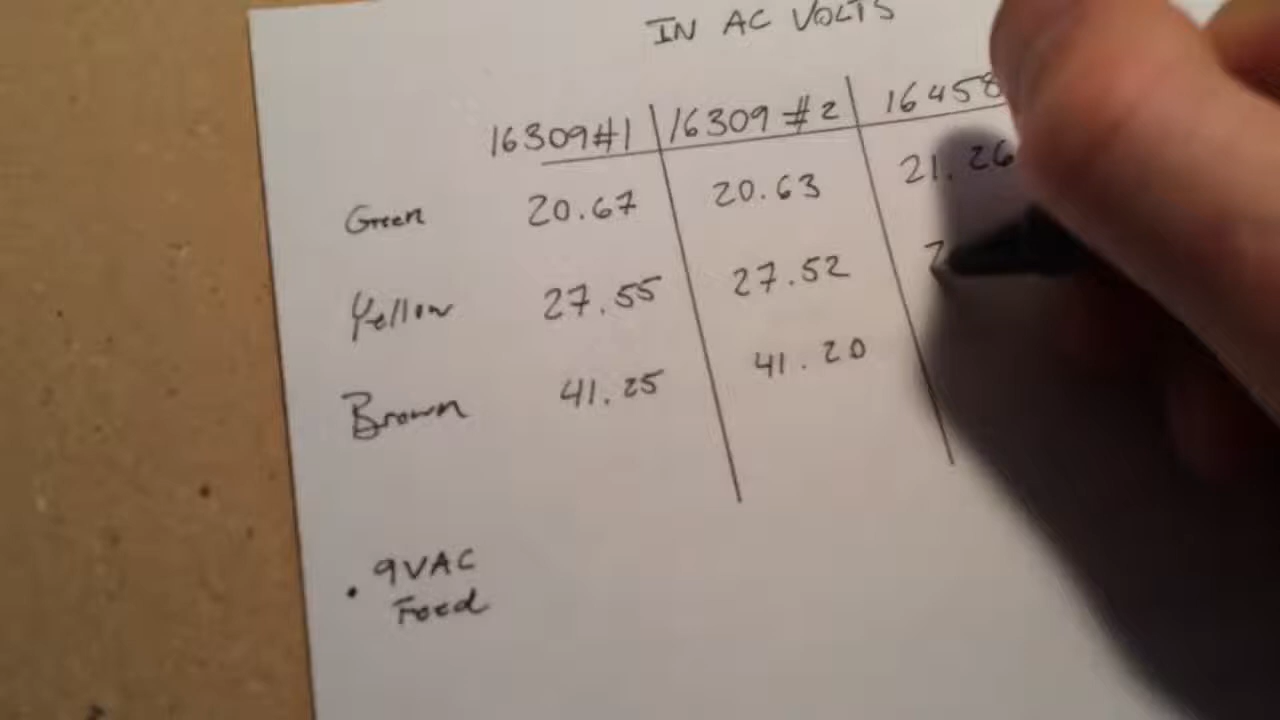 IN AC VOLTS
16309#1 16309 #2 16458
Green 20.67 20.63 21.26
Yellow 27.55 27.52
Brown 41.25 41.20
• 9VAC
Feed